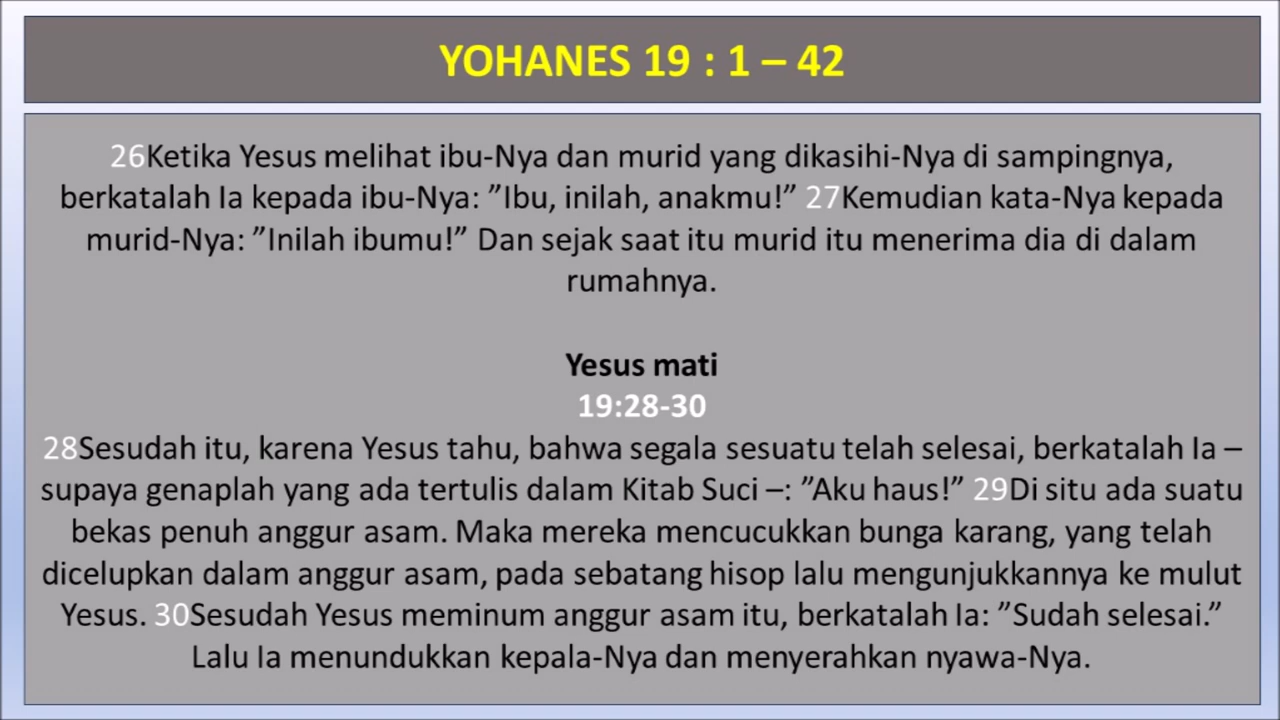 YOHANES 19 : 1 – 42
26Ketika Yesus melihat ibu-Nya dan murid yang dikasihi-Nya di sampingnya,
berkatalah Ia kepada ibu-Nya: ”Ibu, inilah, anakmu!” 27Kemudian kata-Nya kepada
murid-Nya: ”Inilah ibumu!” Dan sejak saat itu murid itu menerima dia di dalam
rumahnya.
Yesus mati
19:28-30
28Sesudah itu, karena Yesus tahu, bahwa segala sesuatu telah selesai, berkatalah Ia –
supaya genaplah yang ada tertulis dalam Kitab Suci –: ”Aku haus!” 29Di situ ada suatu
bekas penuh anggur asam. Maka mereka mencucukkan bunga karang, yang telah
dicelupkan dalam anggur asam, pada sebatang hisop lalu mengunjukkannya ke mulut
Yesus. 30Sesudah Yesus meminum anggur asam itu, berkatalah Ia: ”Sudah selesai.”
Lalu Ia menundukkan kepala-Nya dan menyerahkan nyawa-Nya.